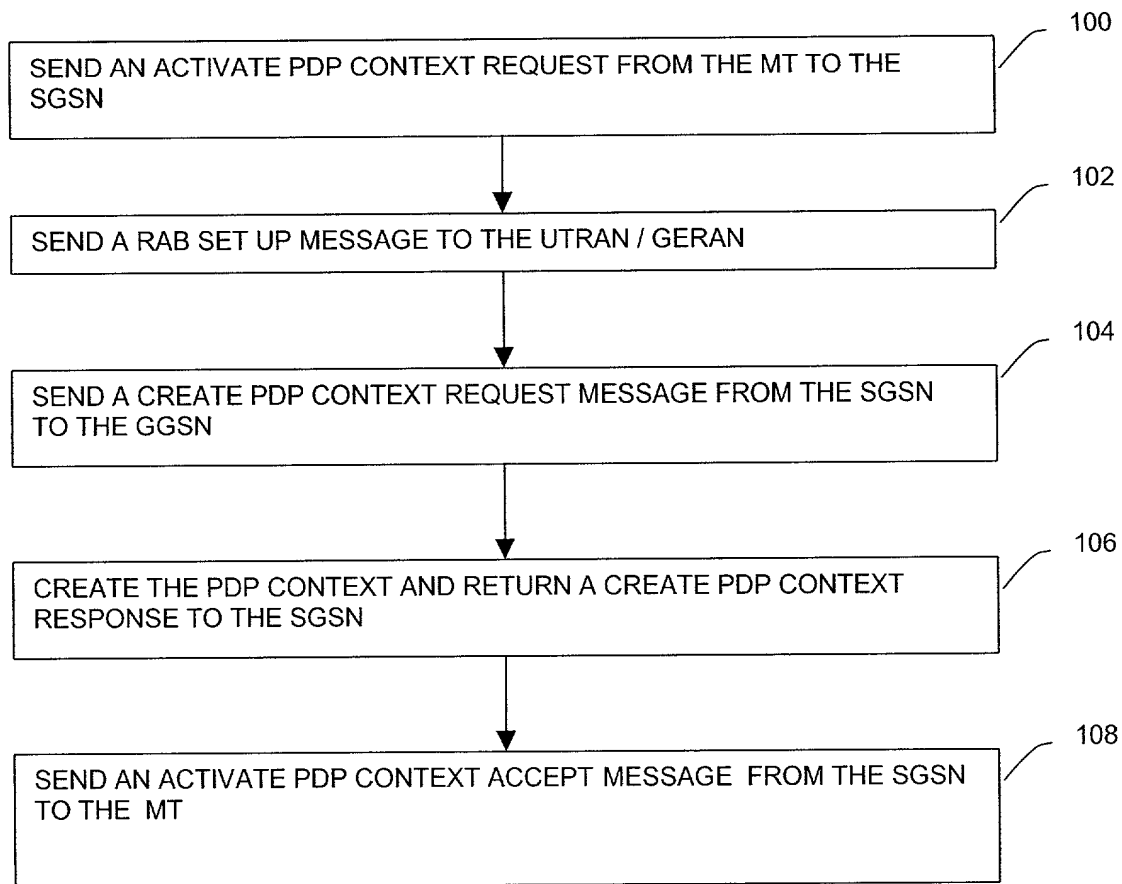 100
SEND AN ACTIVATE PDP CONTEXT REQUEST FROM THE MT TO THE
SGSN
102
SEND A RAB SET UP MESSAGE TO THE UTRAN / GERAN
104
SEND A CREATE PDP CONTEXT REQUEST MESSAGE FROM THE SGSN
TO THE GGSN
106
CREATE THE PDP CONTEXT AND RETURN A CREATE PDP CONTEXT
RESPONSE TO THE SGSN
108
SEND AN ACTIVATE PDP CONTEXT ACCEPT MESSAGE FROM THE SGSN
TO THE MT